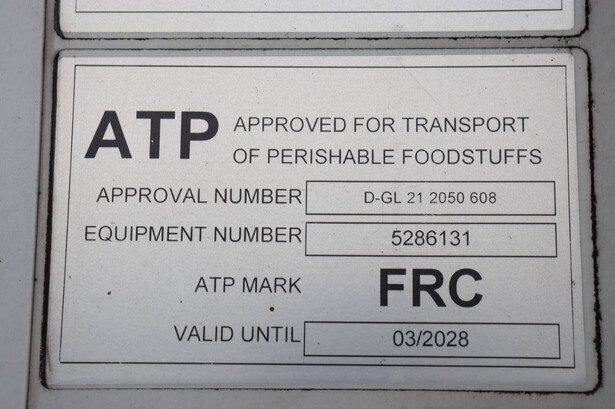 ATP APPROVED FOR TRANSPORT
OF PERISHABLE FOODSTUFFS
APPROVAL NUMBER D-GL 21 2050 608
EQUIPMENT NUMBER 5286131
ATP MARK FRC
VALID UNTIL 03/2028